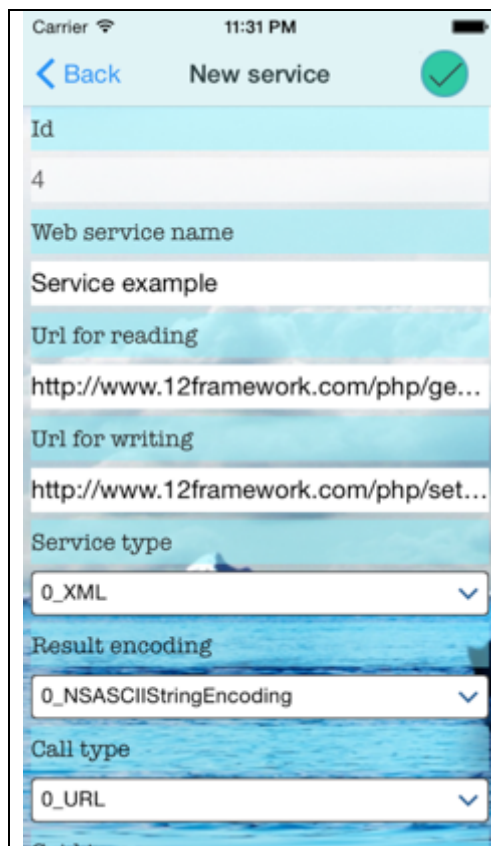 Carrier 11:31 PM
Back New service
Id
4
Web service name
Service example
Url for reading
http://www.12framework.com/php/ge...
Url for writing
http://www.12framework.com/php/set...
Service type
0_XML
Result encoding
0_NSASCIIStringEncoding
Call type
0_URL